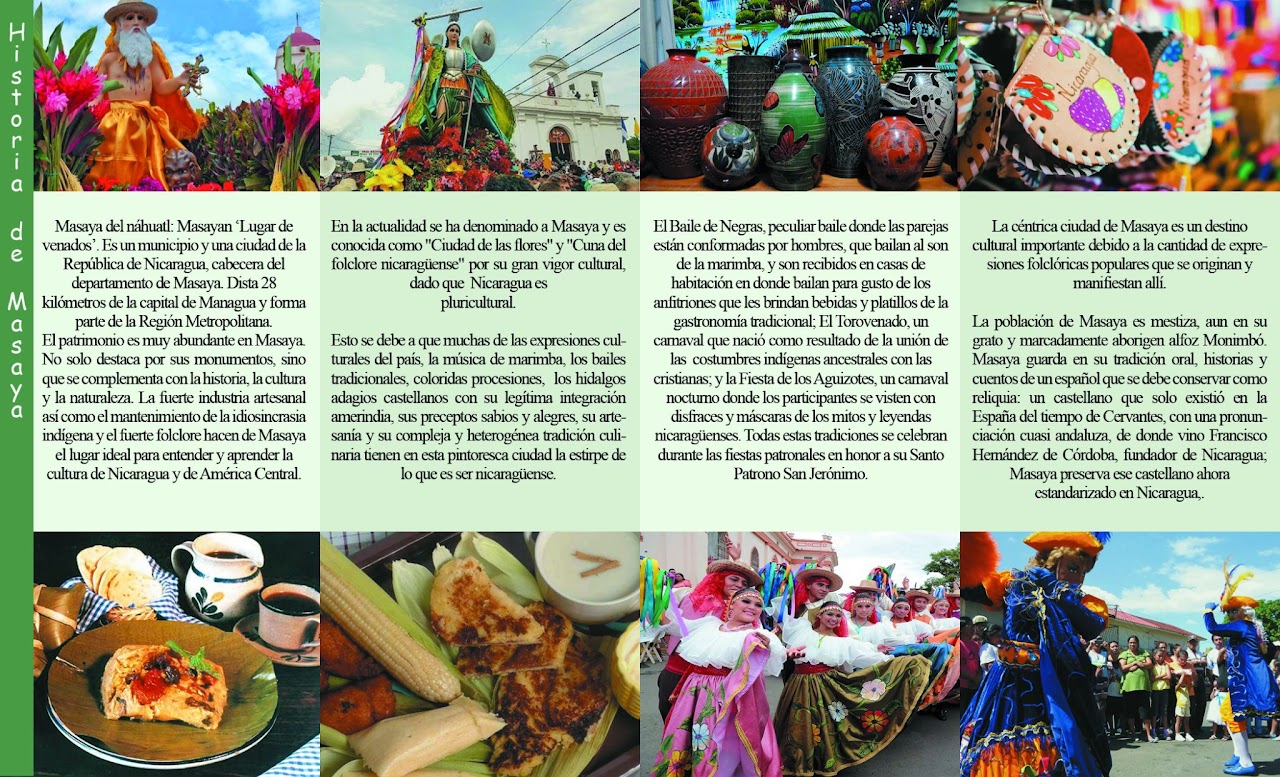 Historia de Masaya
Masaya del náhuatl: Masayan ‘Lugar de
venados’. Es un municipio y una ciudad de la
República de Nicaragua, cabecera del
departamento de Masaya. Dista 28
kilómetros de la capital de Managua y forma
parte de la Región Metropolitana.
El patrimonio es muy abundante en Masaya.
No solo destaca por sus monumentos, sino
que se complementa con la historia, la cultura
y la naturaleza. La fuerte industria artesanal
así como el mantenimiento de la idiosincrasia
indígena y el fuerte folclore hacen de Masaya
el lugar ideal para entender y aprender la
cultura de Nicaragua y de América Central.
En la actualidad se ha denominado a Masaya y es
conocida como "Ciudad de las flores" y "Cuna del
folclore nicaragüense" por su gran vigor cultural,
dado que Nicaragua es
pluricultural.
Esto se debe a que muchas de las expresiones cul-
turales del país, la música de marimba, los bailes
tradicionales, coloridas procesiones, los hidalgos
adagios castellanos con su legítima integración
amerindia, sus preceptos sabios y alegres, su arte-
sanía y su compleja y heterogénea tradición culi-
naria tienen en esta pintoresca ciudad la estirpe de
lo que es ser nicaragüense.
El Baile de Negras, peculiar baile donde las parejas
están conformadas por hombres, que bailan al son
de la marimba, y son recibidos en casas de
habitación en donde bailan para gusto de los
anfitriones que les brindan bebidas y platillos de la
gastronomía tradicional; El Torovenado, un
carnaval que nació como resultado de la unión de
las costumbres indígenas ancestrales con las
cristianas; y la Fiesta de los Aguizotes, un carnaval
nocturno donde los participantes se visten con
disfraces y máscaras de los mitos y leyendas
nicaragüenses. Todas estas tradiciones se celebran
durante las fiestas patronales en honor a su Santo
Patrono San Jerónimo.
Nicaragua
La céntrica ciudad de Masaya es un destino
cultural importante debido a la cantidad de expre-
siones folclóricas populares que se originan y
manifiestan allí.
La población de Masaya es mestiza, aun en su
grato y marcadamente aborigen alfoz Monimbó.
Masaya guarda en su tradición oral, historias y
cuentos de un español que se debe conservar como
reliquia: un castellano que solo existió en la
España del tiempo de Cervantes, con una pronun-
ciación cuasi andaluza, de donde vino Francisco
Hernández de Córdoba, fundador de Nicaragua;
Masaya preserva ese castellano ahora
estandarizado en Nicaragua,.